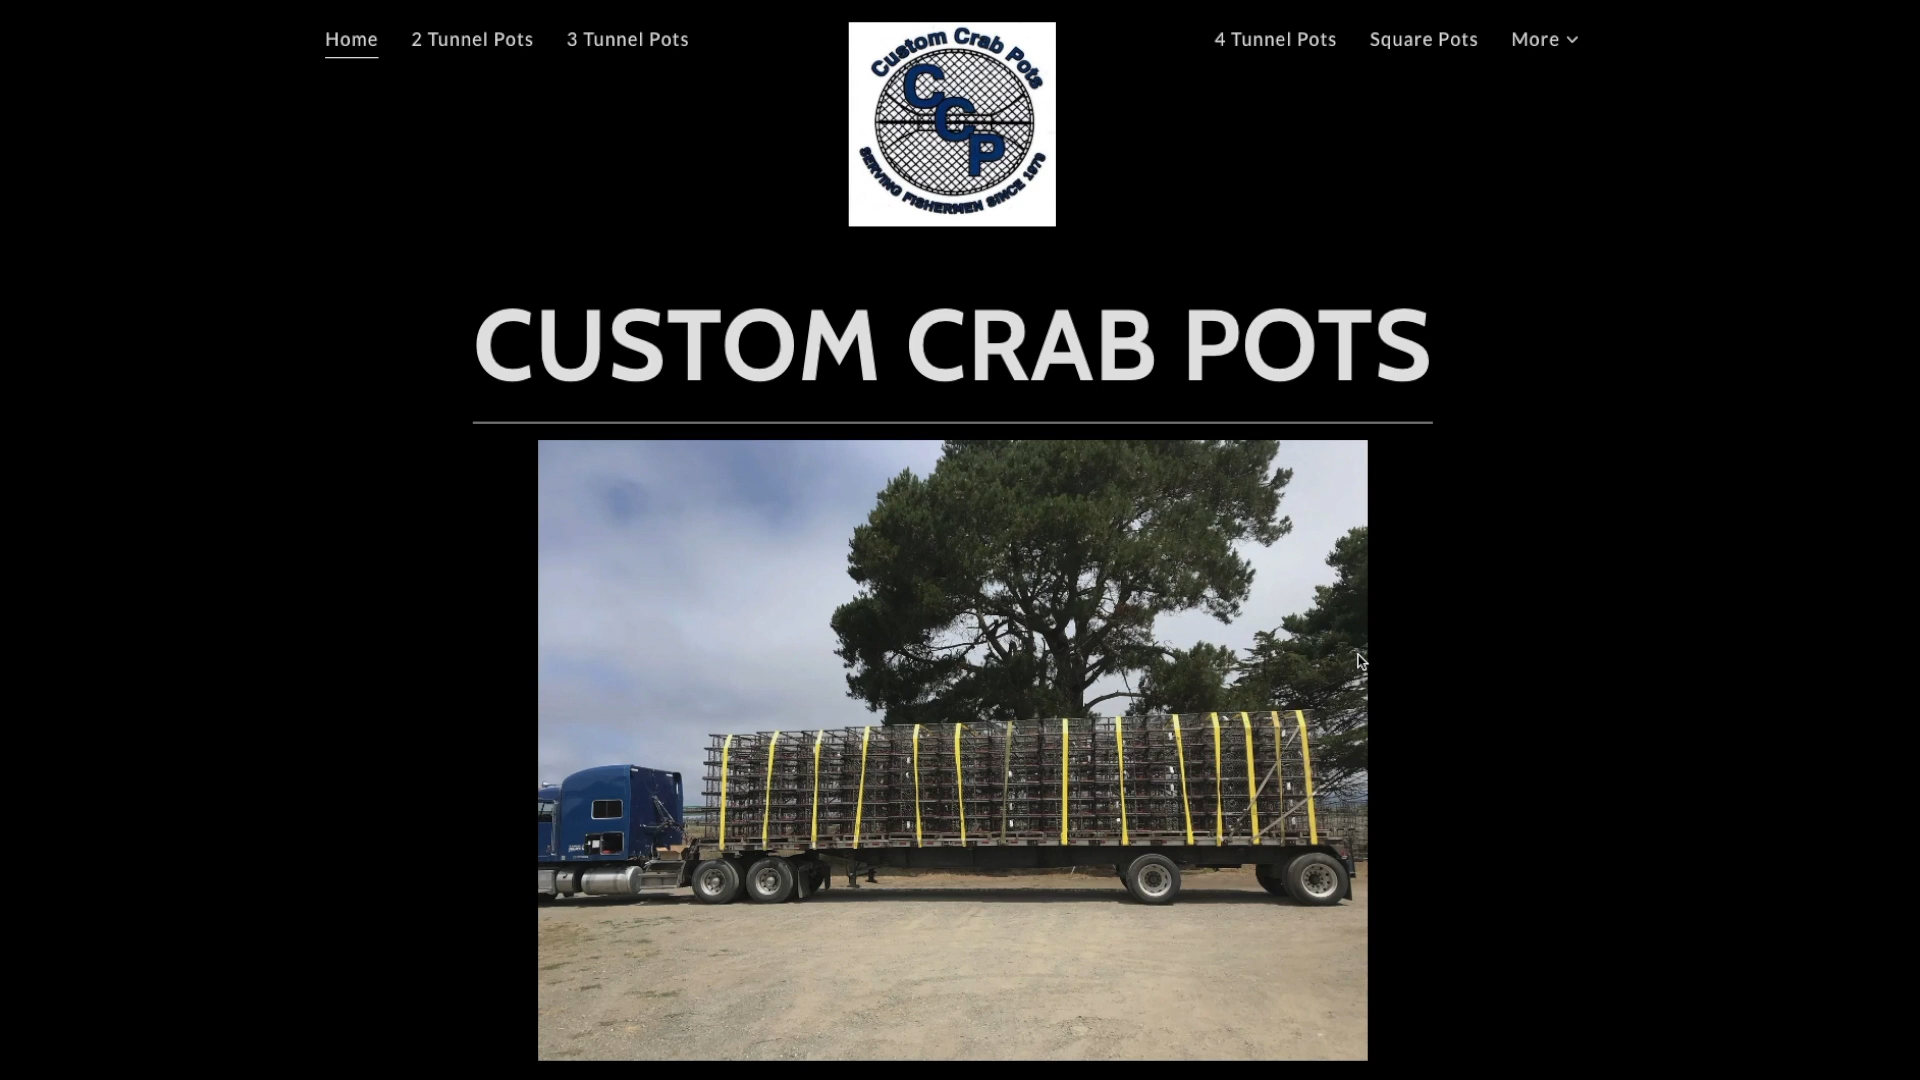 Home 2 Tunnel Pots 3 Tunnel Pots
Custom Crab Pots
CCP
SERVING FISHERMEN SINCE 1979
4 Tunnel Pots Square Pots More
CUSTOM CRAB POTS